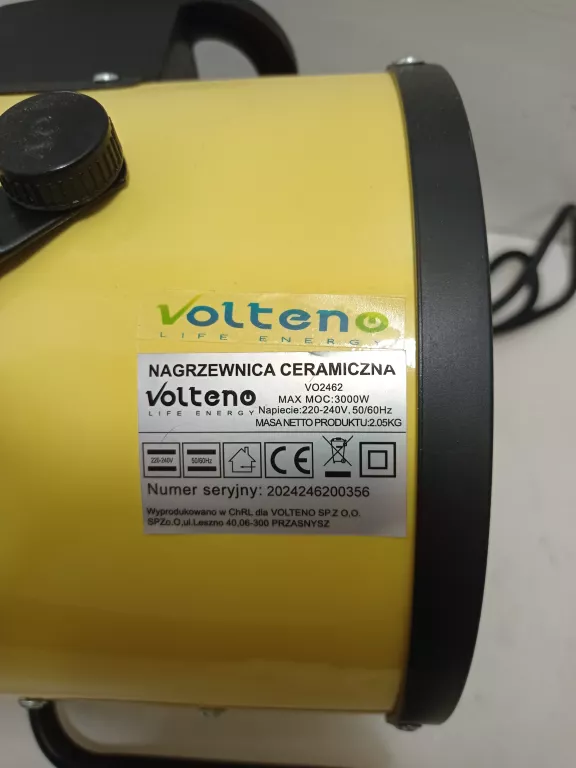 Volteno
LIFE ENERGY
NAGRZEWNICA CERAMICZNA
Volteno
LIFE ENERGY
VO2462
MAX MOC:3000W
Napiecie:220-240V, 50/60Hz
MASA NETTO PRODUKTU:2.05KG
220-240V
50/60Hz
CE
Numer seryjny: 2024246200356
Wyprodukowano w ChRL dla VOLTENO SP.Z O,O.
SPZo.O,ul.Leszno 40,06-300 PRZASNYSZ